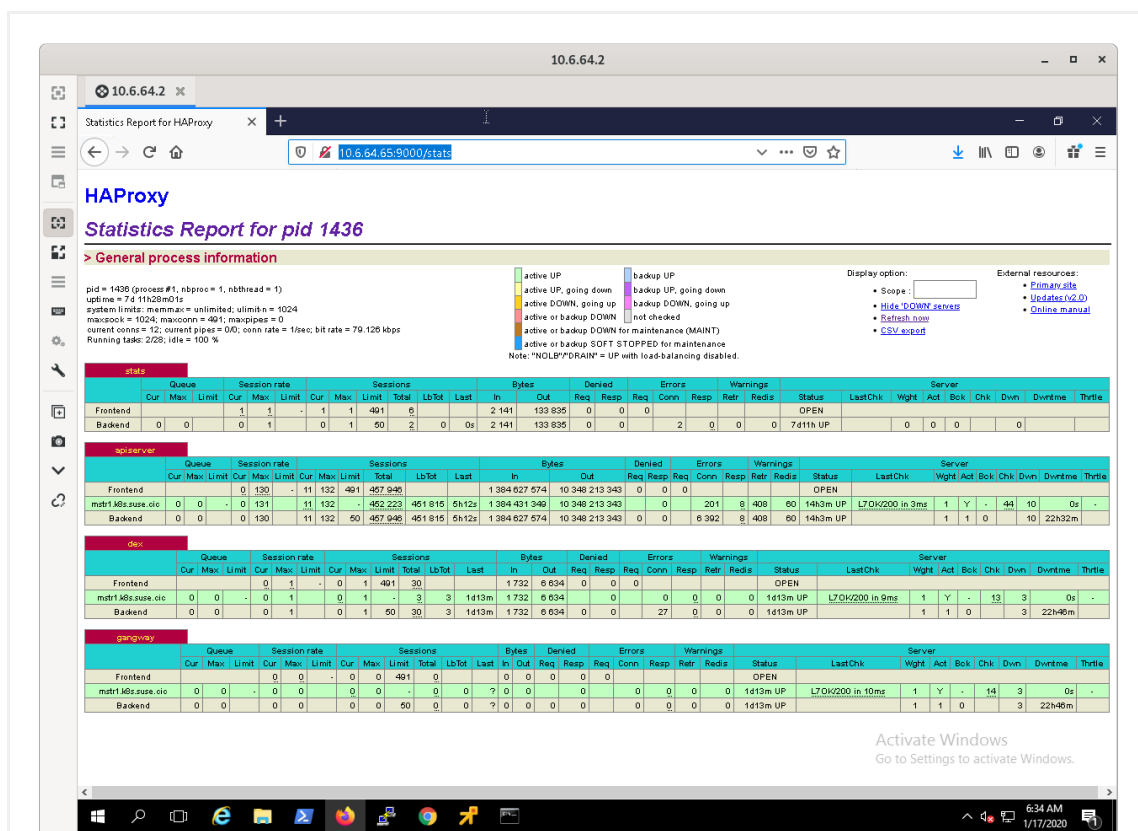 10.6.64.2
10.6.64.2
Statistics Report for HAProxy
10.6.64.65:9000/stats
HAProxy
Statistics Report for pid 1436
> General process information
pid = 1436 (process #1, nbproc = 1, nbthread = 1)
uptime = 7d 11h28m01s
system limits: memmax = unlimited; ulimit-n = 1024
maxsock = 1024; maxconn = 491; maxpipes = 0
current conns = 12; current pipes = 0/0; conn rate = 1/sec; bit rate = 79.126 kbps
Running tasks: 2/28; idle = 100 %
active UP backup UP
active UP, going down backup UP, going down
active DOWN, going up backup DOWN, going up
active or backup DOWN not checked
active or backup DOWN for maintenance (MAINT)
active or backup SOFT STOPPED for maintenance
Note: "NOLB"/"DRAIN" = UP with load-balancing disabled.
Display option:
• Scope :
• Hide 'DOWN' servers
• Refresh now
• CSV export
External resources:
• Primary site
• Updates (v2.0)
• Online manual
stats
Queue Session rate Sessions Bytes Denied Errors Warnings Server
Cur Max Limit Cur Max Limit Cur Max Limit Total LbTot Last In Out Req Resp Req Conn Resp Retr Redis Status LastChk Wght Act Bck Chk Dwn Dwntme Thrtle
Frontend 1 1 - 1 1 491 6 2 141 133 835 0 0 0 OPEN
Backend 0 0 0 1 0 1 50 2 0 0s 2 141 133 835 0 0 2 0 0 0 7d11h UP 0 0 0 0
apiserver
Queue Session rate Sessions Bytes Denied Errors Warnings Server
Cur Max Limit Cur Max Limit Cur Max Limit Total LbTot Last In Out Req Resp Req Conn Resp Retr Redis Status LastChk Wght Act Bck Chk Dwn Dwntme Thrtle
Frontend 0 130 - 11 132 491 457 946 1 384 627 574 10 348 213 343 0 0 0 OPEN
mstr1.k8s.suse.cic 0 0 - 0 131 11 132 - 452 223 451 815 5h12s 1 384 431 349 10 348 213 343 0 201 8 408 60 14h3m UP L7OK/200 in 3ms 1 Y - 44 10 0s -
Backend 0 0 0 130 11 132 50 457 946 451 815 5h12s 1 384 627 574 10 348 213 343 0 0 6 392 8 408 60 14h3m UP 1 1 0 10 22h32m
dex
Queue Session rate Sessions Bytes Denied Errors Warnings Server
Cur Max Limit Cur Max Limit Cur Max Limit Total LbTot Last In Out Req Resp Req Conn Resp Retr Redis Status LastChk Wght Act Bck Chk Dwn Dwntme Thrtle
Frontend 0 1 - 0 1 491 30 1 732 6 634 0 0 0 OPEN
mstr1.k8s.suse.cic 0 0 - 0 1 0 1 - 3 3 1d13m 1 732 6 634 0 0 0 0 0 1d13m UP L7OK/200 in 9ms 1 Y - 13 3 0s -
Backend 0 0 0 1 0 1 50 30 3 1d13m 1 732 6 634 0 0 27 0 0 0 1d13m UP 1 1 0 3 22h46m
gangway
Queue Session rate Sessions Bytes Denied Errors Warnings Server
Cur Max Limit Cur Max Limit Cur Max Limit Total LbTot Last In Out Req Resp Req Conn Resp Retr Redis Status LastChk Wght Act Bck Chk Dwn Dwntme Thrtle
Frontend 0 0 - 0 0 491 0 0 0 0 0 0 OPEN
mstr1.k8s.suse.cic 0 0 - 0 0 0 0 - 0 0 ? 0 0 0 0 0 0 0 1d13m UP L7OK/200 in 10ms 1 Y - 14 3 0s -
Backend 0 0 0 0 0 0 50 0 0 ? 0 0 0 0 0 0 0 0 1d13m UP 1 1 0 3 22h46m
Activate Windows
Go to Settings to activate Windows.
6:34 AM
1/17/2020